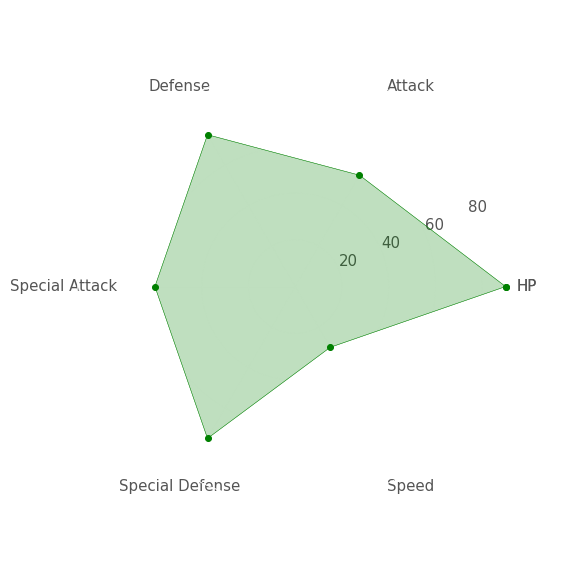 Defense
Attack
80
60
40
20
Special Attack
HP
Special Defense
Speed